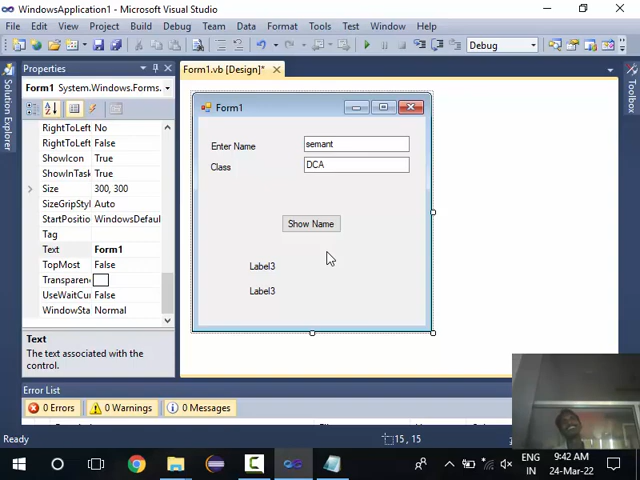 WindowsApplication1 - Microsoft Visual Studio
File Edit View Project Build Debug Team Data Format Tools Test Window Help
Debug
Properties
Form1 System.Windows.Forms.
RightToLeft No
RightToLeft False
ShowIcon True
ShowInTask True
Size 300, 300
SizeGripStyl Auto
StartPosition WindowsDefaul
Tag
Text Form1
TopMost False
Transparen
UseWaitCur False
WindowSta Normal
Text
The text associated with the control.
Solution Explorer
Form1.vb [Design]*
Form1
Enter Name semant
Class DCA
Show Name
Label3
Label3
Toolbox
Error List
0 Errors 0 Warnings 0 Messages
Ready 15, 15
ENG
IN
9:42 AM
24-Mar-22